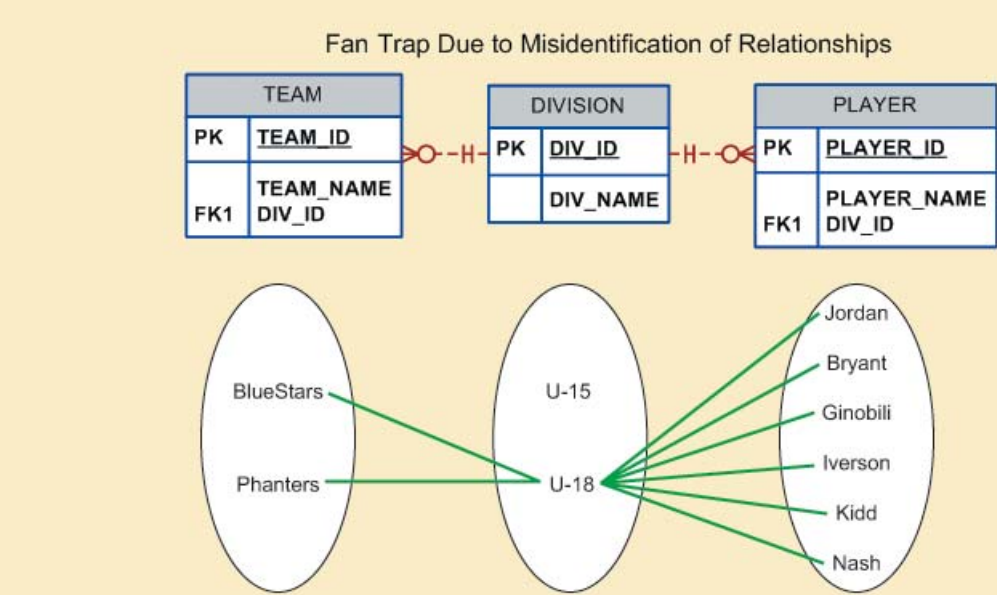 Fan Trap Due to Misidentification of Relationships
TEAM
PK TEAM_ID
TEAM_NAME
FK1 DIV_ID
DIVISION
PK DIV_ID
DIV_NAME
PLAYER
PK PLAYER_ID
PLAYER_NAME
FK1 DIV_ID
BlueStars
Phanters
U-15
U-18
Jordan
Bryant
Ginobili
Iverson
Kidd
Nash